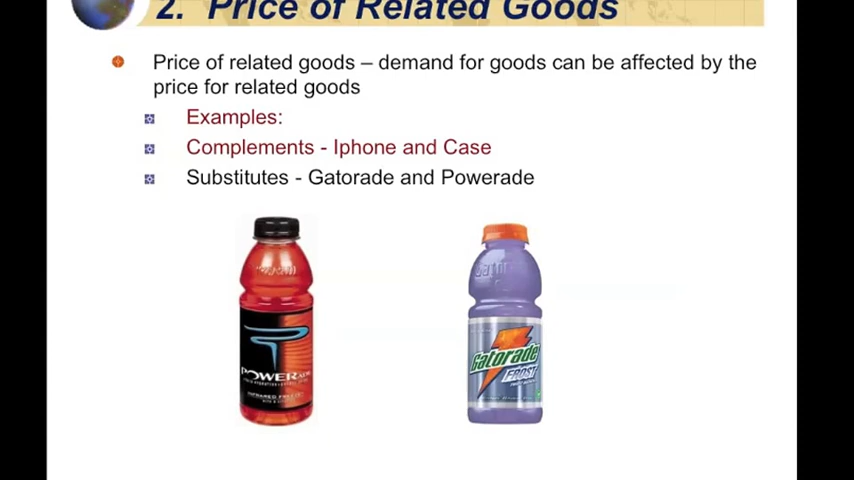 2. Price of Related Goods
Price of related goods – demand for goods can be affected by the
price for related goods
Examples:
Complements - Iphone and Case
Substitutes - Gatorade and Powerade
POWERADE
Gatorade
FROST